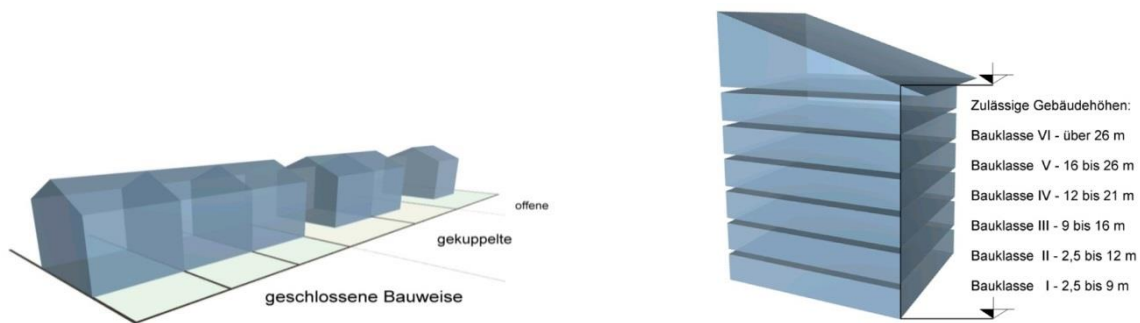 offene
gekuppelte
geschlossene Bauweise
Zulässige Gebäudehöhen:
Bauklasse VI - über 26 m
Bauklasse V - 16 bis 26 m
Bauklasse IV - 12 bis 21 m
Bauklasse III - 9 bis 16 m
Bauklasse II - 2,5 bis 12 m
Bauklasse I - 2,5 bis 9 m